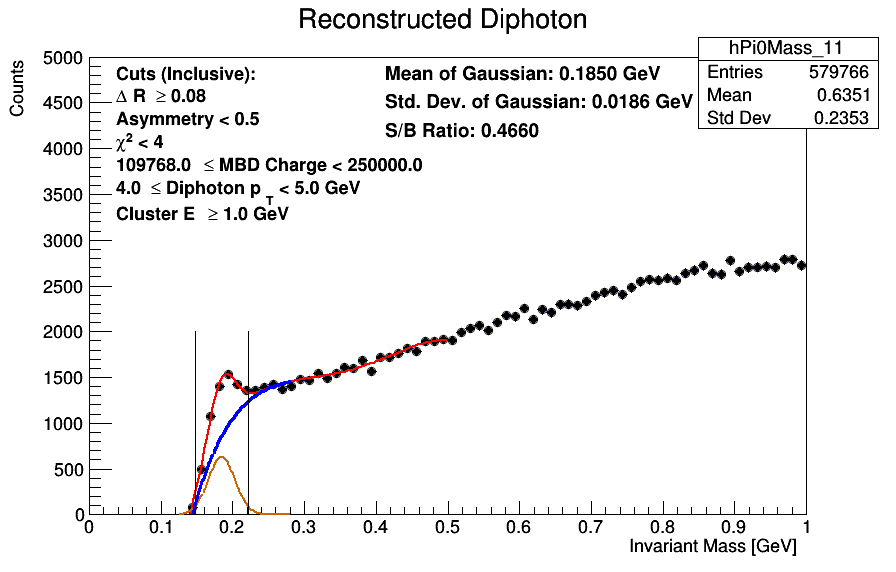 Reconstructed Diphoton
hPi0Mass_11
Entries 579766
Mean 0.6351
Std Dev 0.2353
Cuts (Inclusive):
Δ R ≥ 0.08
Asymmetry < 0.5
χ² < 4
109768.0 ≤ MBD Charge < 250000.0
4.0 ≤ Diphoton p_T < 5.0 GeV
Cluster E ≥ 1.0 GeV
Mean of Gaussian: 0.1850 GeV
Std. Dev. of Gaussian: 0.0186 GeV
S/B Ratio: 0.4660
Counts
5000
4500
4000
3500
3000
2500
2000
1500
1000
500
0
0 0.1 0.2 0.3 0.4 0.5 0.6 0.7 0.8 0.9 1
Invariant Mass [GeV]